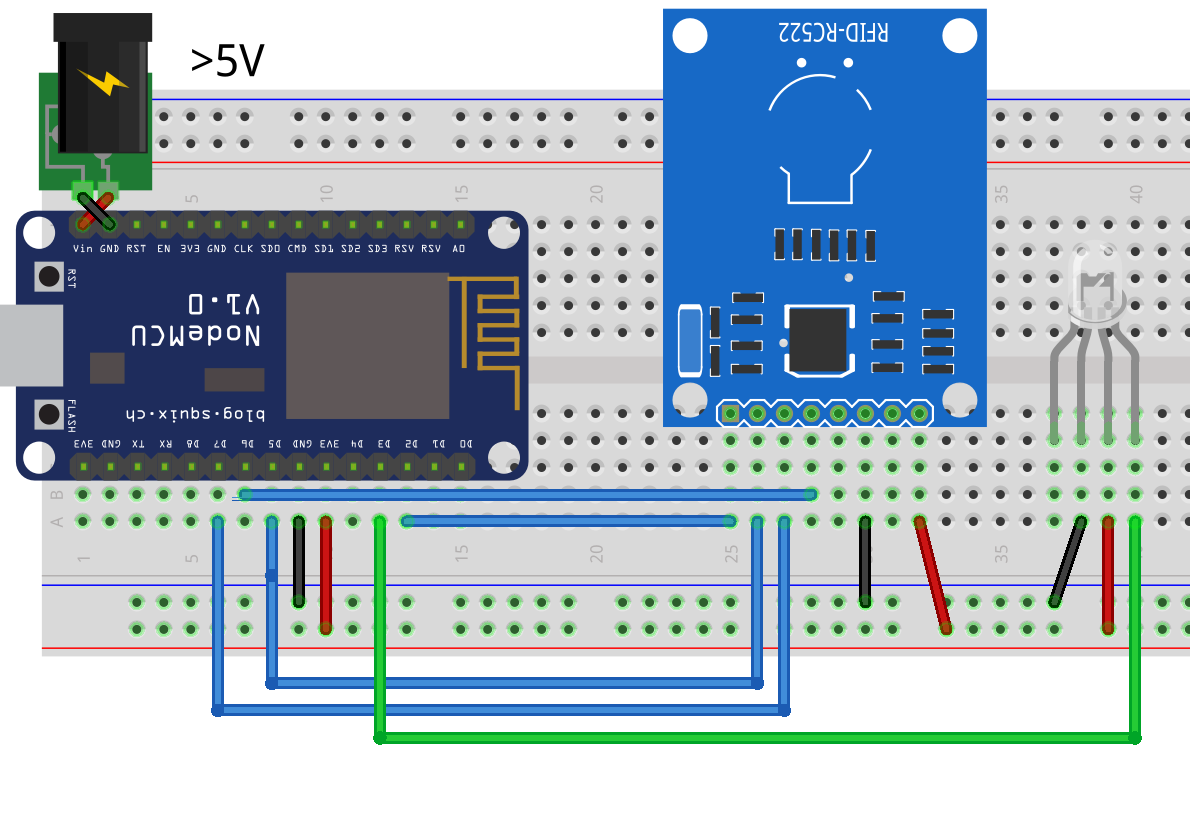 >5V
RFID-RC522
5
10
15
20
35
40
Vin GND RST EN 3V3 GND CLK SD0 CMD SD1 SD2 SD3 RSV RSV A0
RST
V1.0
NodeMCU
FLASH
blog.squix.ch
3V3 GND TX RX D8 D7 D6 D5 GND 3V3 D4 D3 D2 D1 D0
B
A
1
5
15
20
25
35